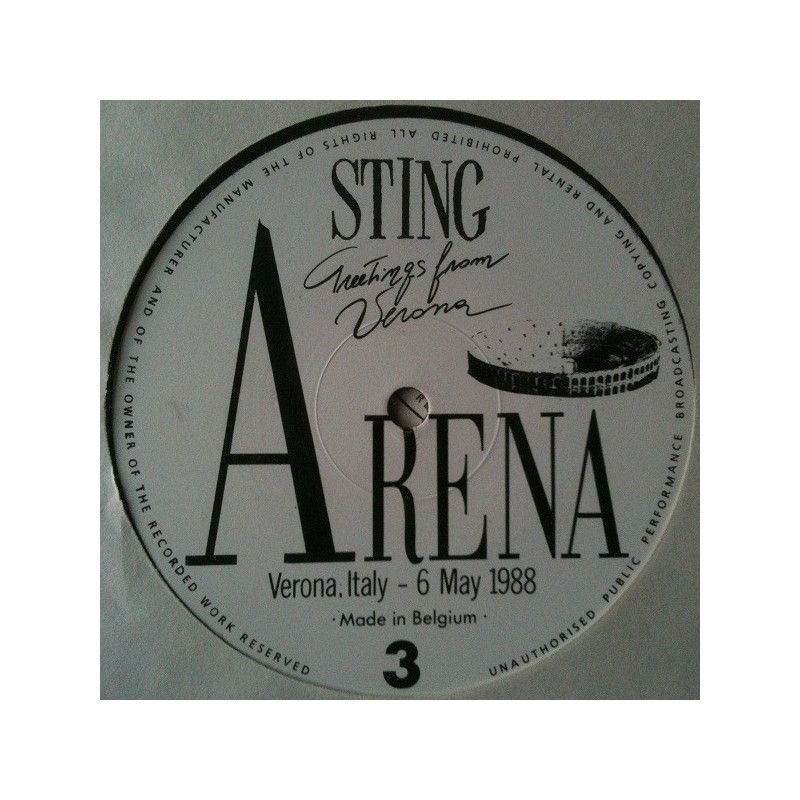 STING
Greetings from
Verona
ARENA
Verona, Italy - 6 May 1988
· Made in Belgium ·
3
ALL RIGHTS OF THE MANUFACTURER AND OF THE OWNER OF THE RECORDED WORK RESERVED
UNAUTHORISED PUBLIC PERFORMANCE BROADCASTING COPYING AND RENTAL PROHIBITED